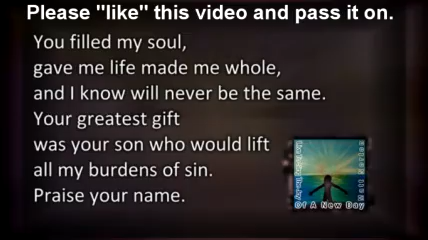 Please "like" this video and pass it on.
You filled my soul,
gave me life made me whole,
and I know will never be the same.
Your greatest gift
was your son who would lift
all my burdens of sin.
Praise your name.
Of A New Day